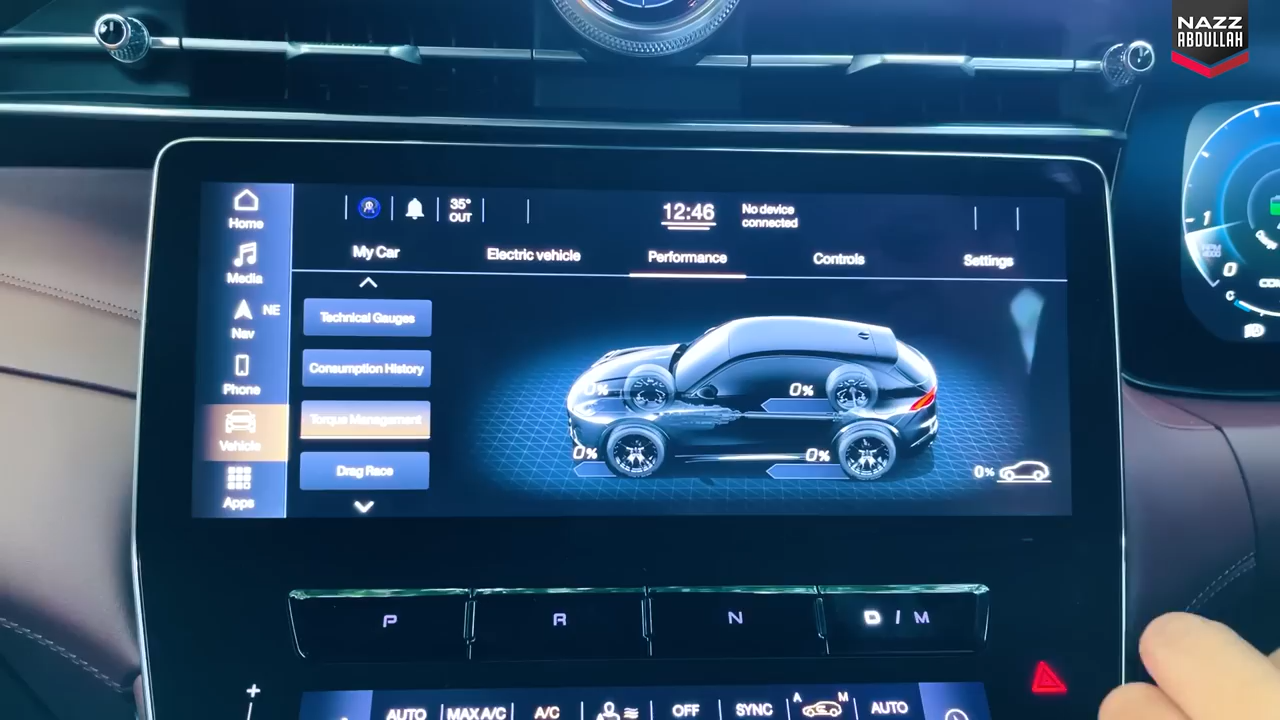 NAZZ
ABDULLAH
Home
Media
NE
Nav
Phone
Vehicle
Apps
35°
OUT
12:46
No device
connected
My Car
Electric vehicle
Performance
Controls
Settings
Technical Gauges
Consumption History
Torque Management
Drag Race
0%
0%
0%
0%
0%
1
0
C
P
R
N
D / M
+
AUTO
MAX A/C
A/C
OFF
SYNC
A
M
AUTO